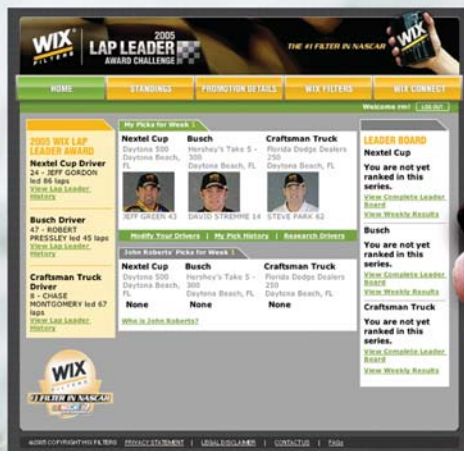 WIX
FILTERS
2005
LAP LEADER
AWARD CHALLENGE
THE #1 FILTER IN NASCAR
WIX
HOME
STANDINGS
PROMOTION DETAILS
WIX FILTERS
WIX CONNECT
Welcome rm!
LOG OUT
2005 WIX LAP
LEADER AWARD
Nextel Cup Driver
24 - JEFF GORDON
led 86 laps
View Lap Leader
History
Busch Driver
47 - ROBERT
PRESSLEY led 45 laps
View Lap Leader
History
Craftsman Truck
Driver
8 - CHASE
MONTGOMERY led 67
laps
View Lap Leader
History
My Picks for Week 1
Nextel Cup
Daytona 500
Daytona Beach,
FL
JEFF GREEN 43
Busch
Hershey's Take 5 -
300
Daytona Beach, FL
DAVID STREMME 14
Craftsman Truck
Florida Dodge Dealers
250
Daytona Beach, FL
STEVE PARK 62
Modify Your Drivers | My Pick History | Research Drivers
John Roberts' Picks for Week 1
Nextel Cup
Daytona 500
Daytona Beach,
FL
None
Busch
Hershey's Take 5 -
300
Daytona Beach, FL
None
Craftsman Truck
Florida Dodge Dealers
250
Daytona Beach, FL
None
Who is John Roberts?
LEADER BOARD
Nextel Cup
You are not yet
ranked in this
series.
View Complete Leader
Board
View Weekly Results
Busch
You are not yet
ranked in this
series.
View Complete Leader
Board
View Weekly Results
Craftsman Truck
You are not yet
ranked in this
series.
View Complete Leader
Board
View Weekly Results
WIX
FILTERS
#1 FILTER IN NASCAR
NASCAR
©2005 COPYRIGHT WIX FILTERS PRIVACY STATEMENT | LEGAL DISCLAIMER | CONTACT US | FAQs